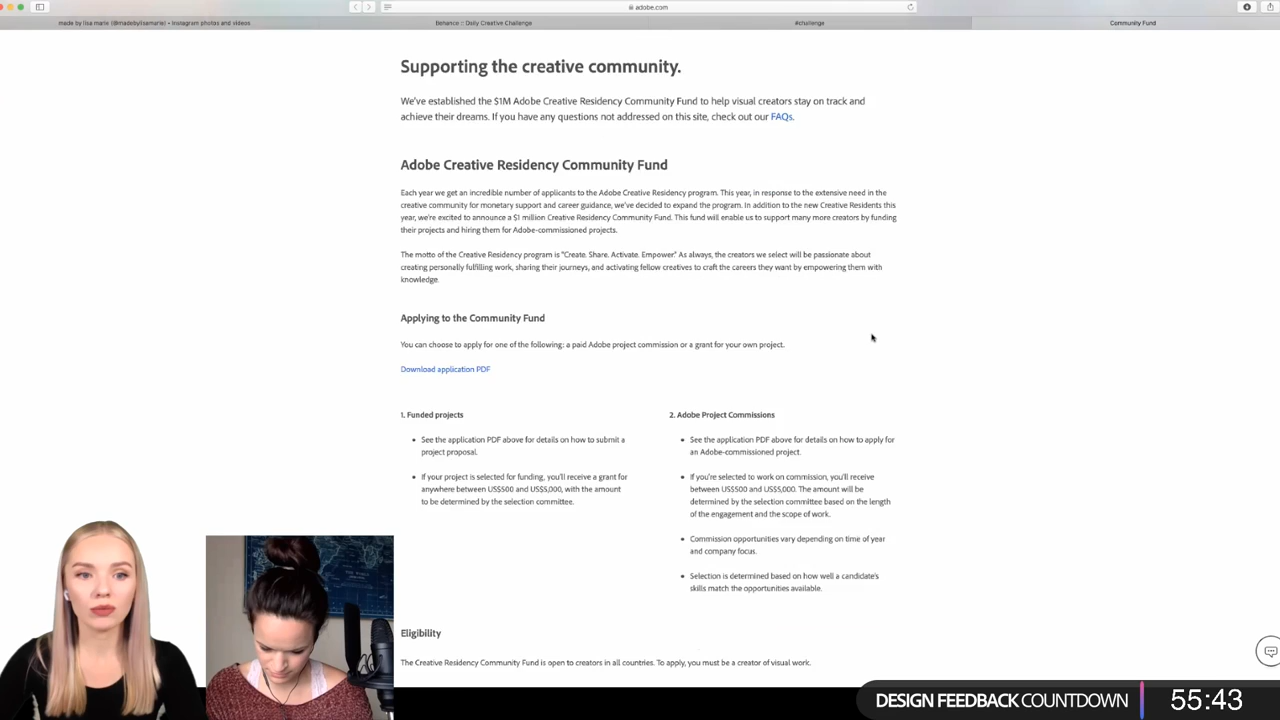 adobe.com
made by lisa marie (@madebylisamarie) • Instagram photos and videos
Behance :: Daily Creative Challenge
#challenge
Community Fund
Supporting the creative community.
We've established the $1M Adobe Creative Residency Community Fund to help visual creators stay on track and
achieve their dreams. If you have any questions not addressed on this site, check out our FAQs.
Adobe Creative Residency Community Fund
Each year we get an incredible number of applicants to the Adobe Creative Residency program. This year, in response to the extensive need in the
creative community for monetary support and career guidance, we've decided to expand the program. In addition to the new Creative Residents this
year, we're excited to announce a $1 million Creative Residency Community Fund. This fund will enable us to support many more creators by funding
their projects and hiring them for Adobe-commissioned projects.
The motto of the Creative Residency program is "Create. Share. Activate. Empower." As always, the creators we select will be passionate about
creating personally fulfilling work, sharing their journeys, and activating fellow creatives to craft the careers they want by empowering them with
knowledge.
Applying to the Community Fund
You can choose to apply for one of the following: a paid Adobe project commission or a grant for your own project.
Download application PDF
1. Funded projects
• See the application PDF above for details on how to submit a
project proposal.
• If your project is selected for funding, you'll receive a grant for
anywhere between US$500 and US$5,000, with the amount
to be determined by the selection committee.
2. Adobe Project Commissions
• See the application PDF above for details on how to apply for
an Adobe-commissioned project.
• If you're selected to work on commission, you'll receive
between US$500 and US$5,000. The amount will be
determined by the selection committee based on the length
of the engagement and the scope of work.
• Commission opportunities vary depending on time of year
and company focus.
• Selection is determined based on how well a candidate's
skills match the opportunities available.
Eligibility
The Creative Residency Community Fund is open to creators in all countries. To apply, you must be a creator of visual work.
DESIGN FEEDBACK COUNTDOWN
55:43